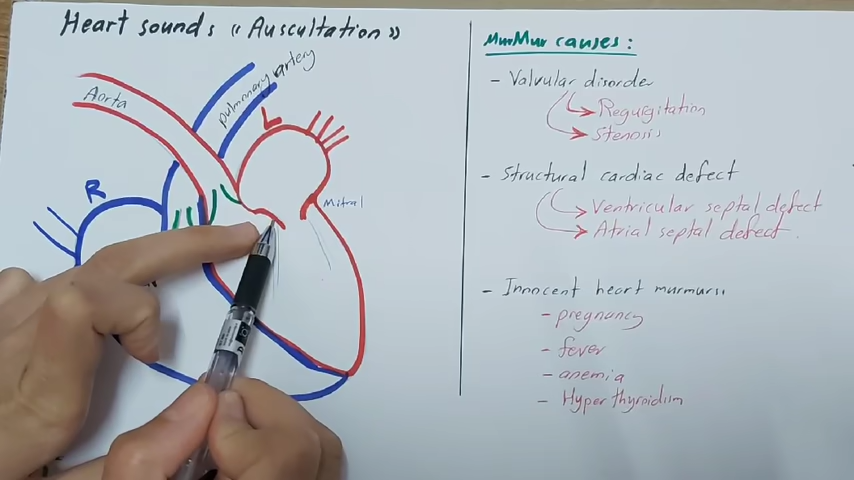 Heart sounds « Auscultation »
Aorta
pulmonary artery
L
R
Mitral
MurMur causes:
- Valvular disorder
Regurgitation
Stenosis
- Structural cardiac defect
Ventricular septal defect
Atrial septal defect.
- Innocent heart murmurs:
- pregnancy
- fever
- anemia
- Hyperthyroidium